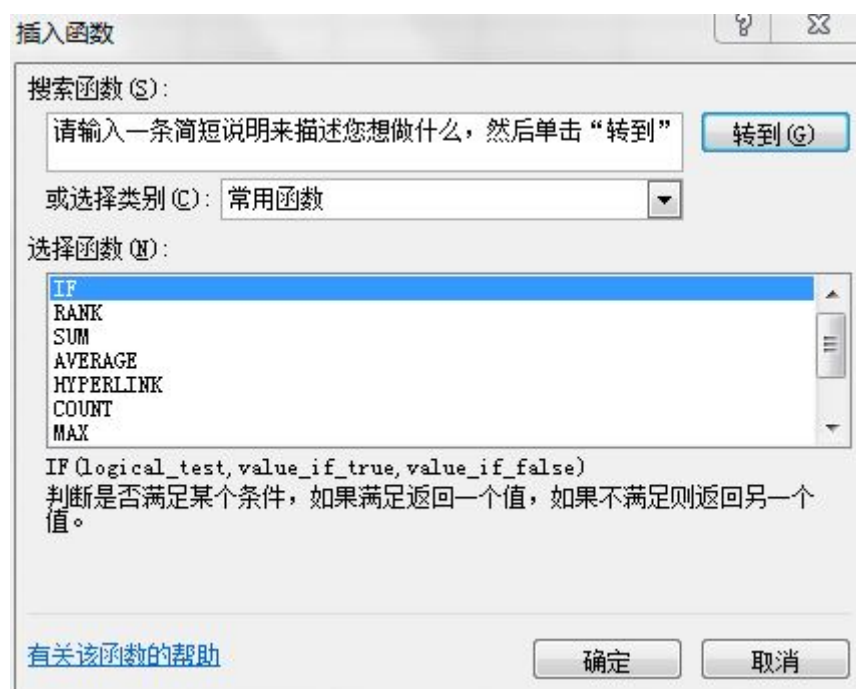 插入函数
搜索函数(S):
请输入一条简短说明来描述您想做什么，然后单击“转到”
转到(G)
或选择类别(C): 常用函数
选择函数(N):
IF
RANK
SUM
AVERAGE
HYPERLINK
COUNT
MAX
IF(logical_test,value_if_true,value_if_false)
判断是否满足某个条件，如果满足返回一个值，如果不满足则返回另一个
值。
有关该函数的帮助
确定
取消